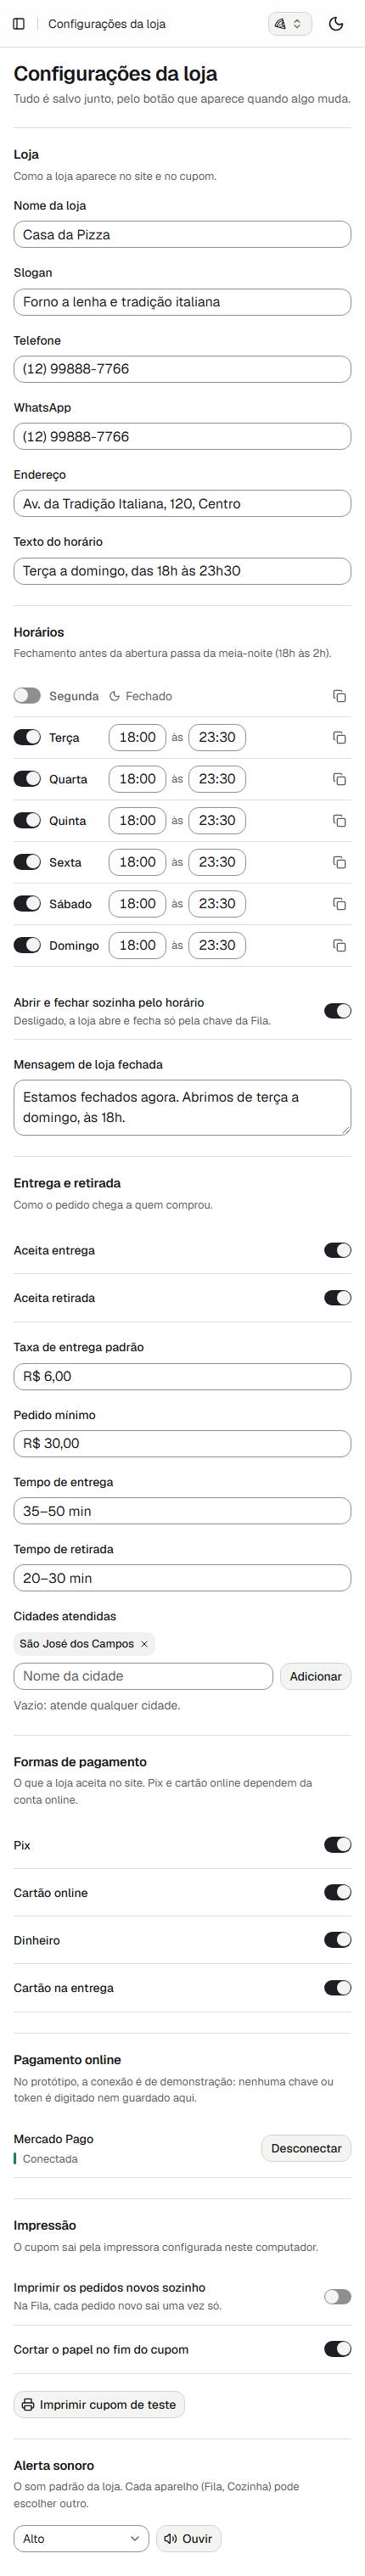 Configurações da loja
Configurações da loja
Tudo é salvo junto, pelo botão que aparece quando algo muda.
Loja
Como a loja aparece no site e no cupom.
Nome da loja
Casa da Pizza
Slogan
Forno a lenha e tradição italiana
Telefone
(12) 99888-7766
WhatsApp
(12) 99888-7766
Endereço
Av. da Tradição Italiana, 120, Centro
Texto do horário
Terça a domingo, das 18h às 23h30
Horários
Fechamento antes da abertura passa da meia-noite (18h às 2h).
Segunda Fechado
Terça 18:00 às 23:30
Quarta 18:00 às 23:30
Quinta 18:00 às 23:30
Sexta 18:00 às 23:30
Sábado 18:00 às 23:30
Domingo 18:00 às 23:30
Abrir e fechar sozinha pelo horário
Desligado, a loja abre e fecha só pela chave da Fila.
Mensagem de loja fechada
Estamos fechados agora. Abrimos de terça a
domingo, às 18h.
Entrega e retirada
Como o pedido chega a quem comprou.
Aceita entrega
Aceita retirada
Taxa de entrega padrão
R$ 6,00
Pedido mínimo
R$ 30,00
Tempo de entrega
35–50 min
Tempo de retirada
20–30 min
Cidades atendidas
São José dos Campos ×
Nome da cidade Adicionar
Vazio: atende qualquer cidade.
Formas de pagamento
O que a loja aceita no site. Pix e cartão online dependem da
conta online.
Pix
Cartão online
Dinheiro
Cartão na entrega
Pagamento online
No protótipo, a conexão é de demonstração: nenhuma chave ou
token é digitado nem guardado aqui.
Mercado Pago
Conectada
Desconectar
Impressão
O cupom sai pela impressora configurada neste computador.
Imprimir os pedidos novos sozinho
Na Fila, cada pedido novo sai uma vez só.
Cortar o papel no fim do cupom
Imprimir cupom de teste
Alerta sonoro
O som padrão da loja. Cada aparelho (Fila, Cozinha) pode
escolher outro.
Alto Ouvir